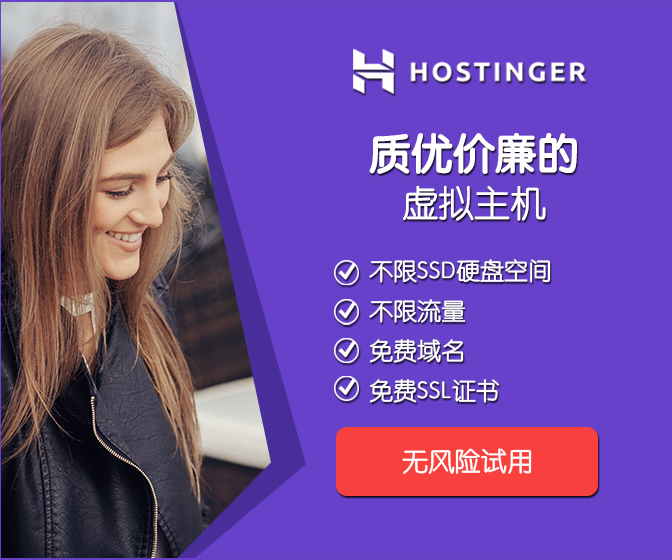 HOSTINGER
质优价廉的
虚拟主机
不限SSD硬盘空间
不限流量
免费域名
免费SSL证书
无风险试用